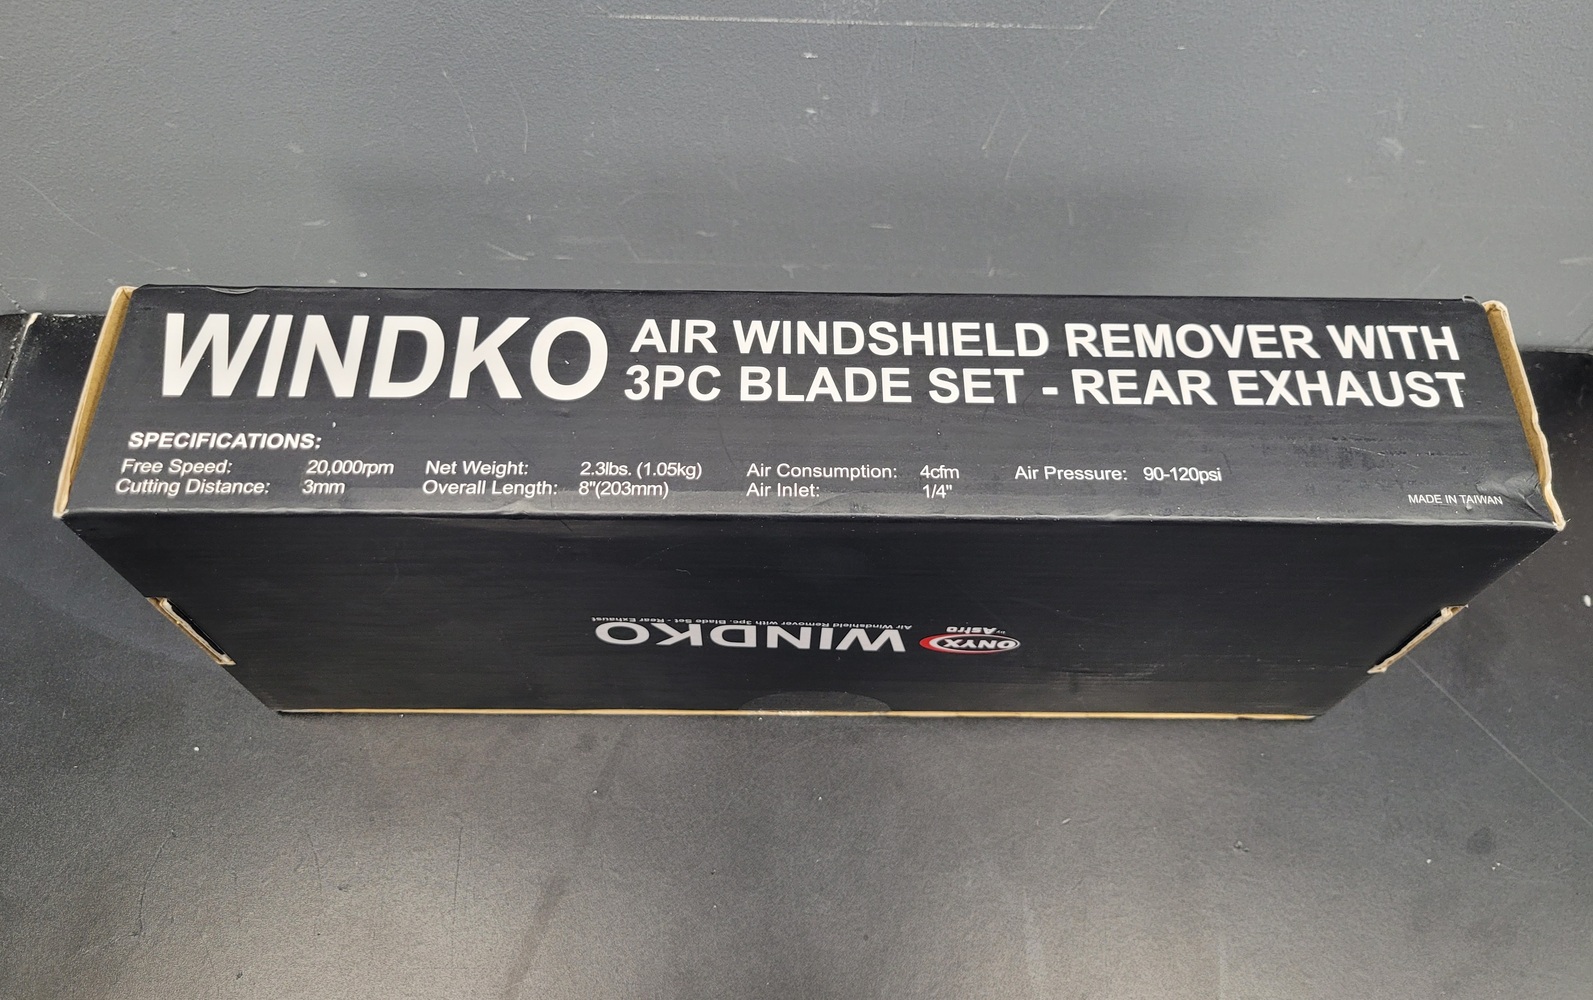 WINDKO
AIR WINDSHIELD REMOVER WITH
3PC BLADE SET - REAR EXHAUST
SPECIFICATIONS:
Free Speed: 20,000rpm Net Weight: 2.3lbs. (1.05kg) Air Consumption: 4cfm Air Pressure: 90-120psi
Cutting Distance: 3mm Overall Length: 8"(203mm) Air Inlet: 1/4"
MADE IN TAIWAN
ONYX
by Astro
WINDKO
Air Windshield Remover with 3pc. Blade Set - Rear Exhaust